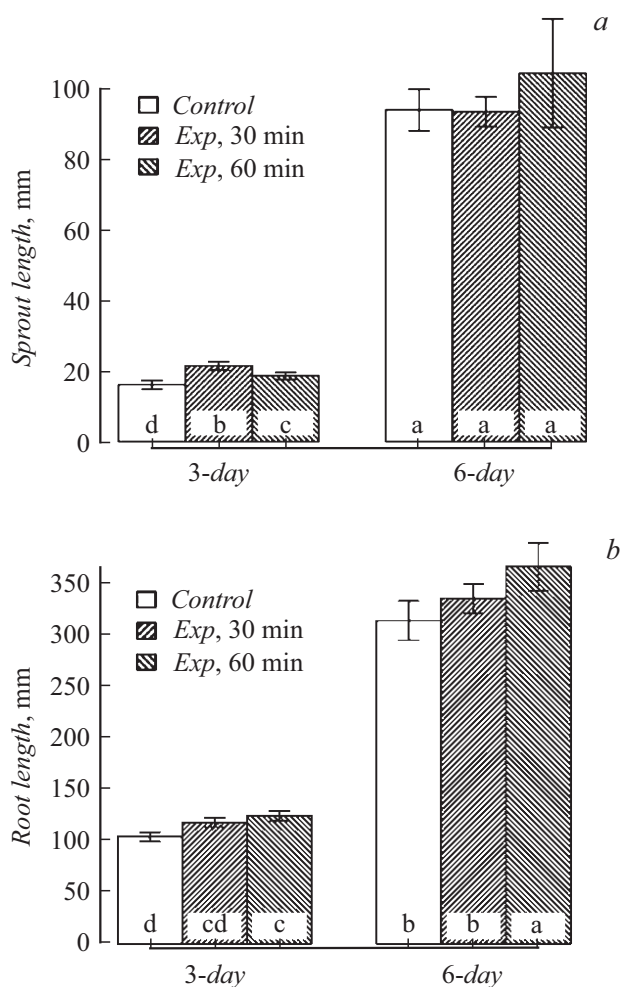 a
100
80
60
40
20
0
Sprout length, mm
Control
Exp, 30 min
Exp, 60 min
d b c a a a
3-day 6-day
b
350
300
250
200
150
100
50
0
Root length, mm
Control
Exp, 30 min
Exp, 60 min
d cd c b b a
3-day 6-day